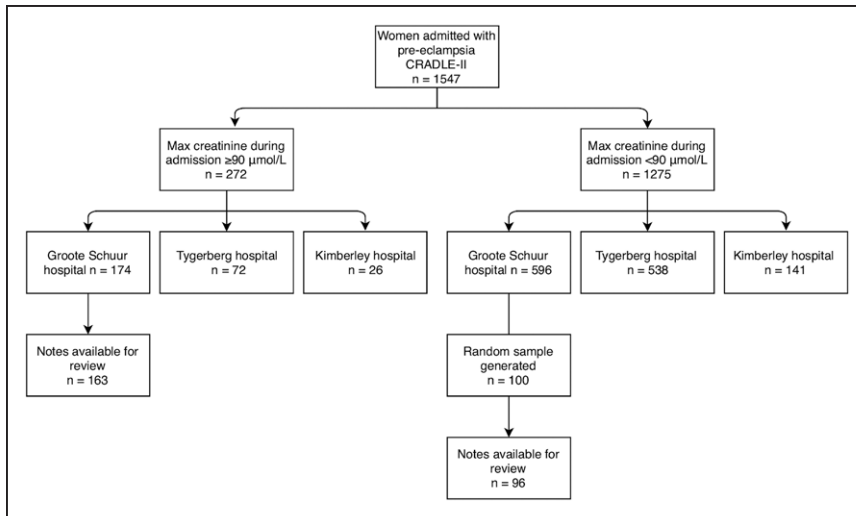 Women admitted with
pre-eclampsia
CRADLE-II
n = 1547
Max creatinine during
admission ≥90 μmol/L
n = 272
Max creatinine during
admission <90 μmol/L
n = 1275
Groote Schuur
hospital n = 174
Tygerberg hospital
n = 72
Kimberley hospital
n = 26
Groote Schuur
hospital n = 596
Tygerberg hospital
n = 538
Kimberley hospital
n = 141
Notes available for
review
n = 163
Random sample
generated
n = 100
Notes available for
review
n = 96